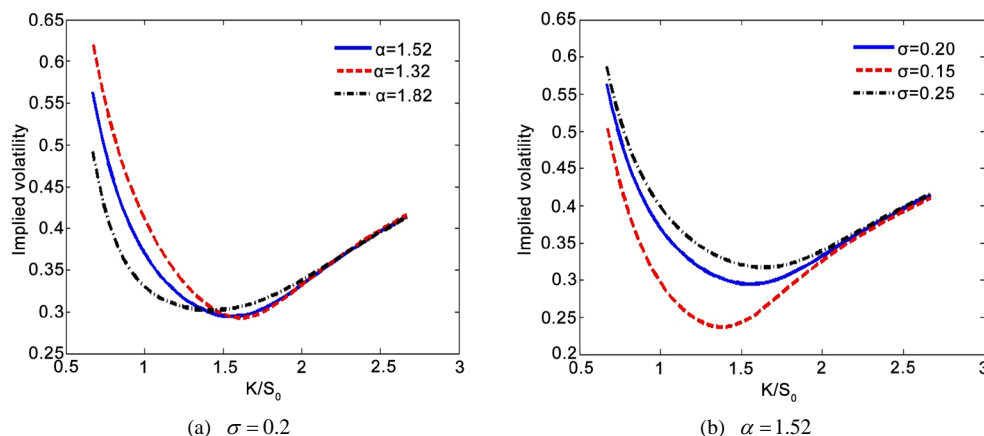 0.65
0.6
0.55
0.5
0.45
0.4
0.35
0.3
0.25
Implied volatility
α=1.52
α=1.32
α=1.82
0.5 1 1.5 2 2.5 3
K/S₀
(a) σ = 0.2
0.65
0.6
0.55
0.5
0.45
0.4
0.35
0.3
0.25
0.2
Implied volatility
σ=0.20
σ=0.15
σ=0.25
0.5 1 1.5 2 2.5 3
K/S₀
(b) α = 1.52